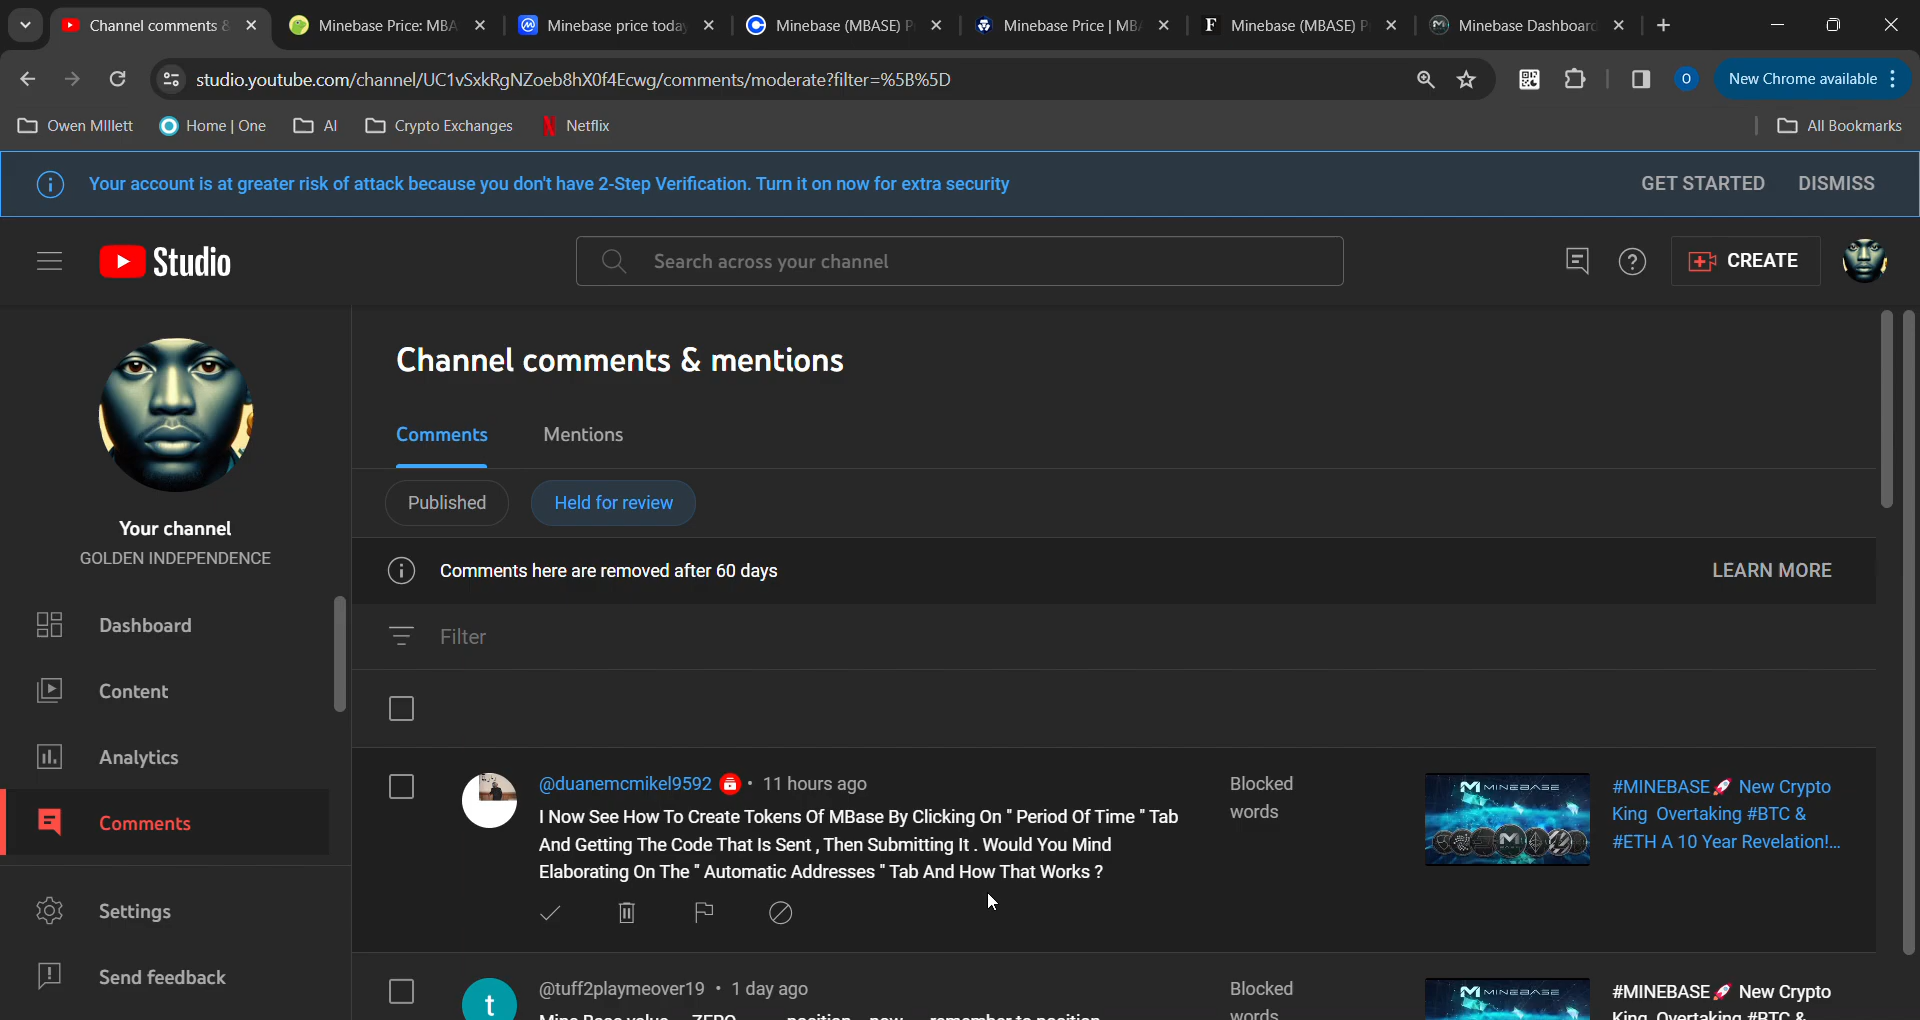 Channel comments &
Minebase Price: MBA
Minebase price today
Minebase (MBASE) P
Minebase Price | MB
Minebase (MBASE) P
Minebase Dashboard
studio.youtube.com/channel/UC1vSxkRgNZoeb8hX0f4Ecwg/comments/moderate?filter=%5B%5D
O
New Chrome available
Owen MIllett
Home | One
AI
Crypto Exchanges
Netflix
All Bookmarks
Your account is at greater risk of attack because you don't have 2-Step Verification. Turn it on now for extra security
GET STARTED
DISMISS
Studio
Search across your channel
CREATE
Your channel
GOLDEN INDEPENDENCE
Dashboard
Content
Analytics
Comments
Settings
Send feedback
Channel comments & mentions
Comments
Mentions
Published
Held for review
Comments here are removed after 60 days
LEARN MORE
Filter
@duanemcmikel9592 • 11 hours ago
I Now See How To Create Tokens Of MBase By Clicking On " Period Of Time " Tab
And Getting The Code That Is Sent , Then Submitting It . Would You Mind
Elaborating On The " Automatic Addresses " Tab And How That Works ?
Blocked
words
MINEBASE
#MINEBASE🚀 New Crypto
King Overtaking #BTC &
#ETH A 10 Year Revelation!...
t
@tuff2playmeover19 • 1 day ago
Blocked
words
MINEBASE
#MINEBASE🚀 New Crypto
King Overtaking #BTC &